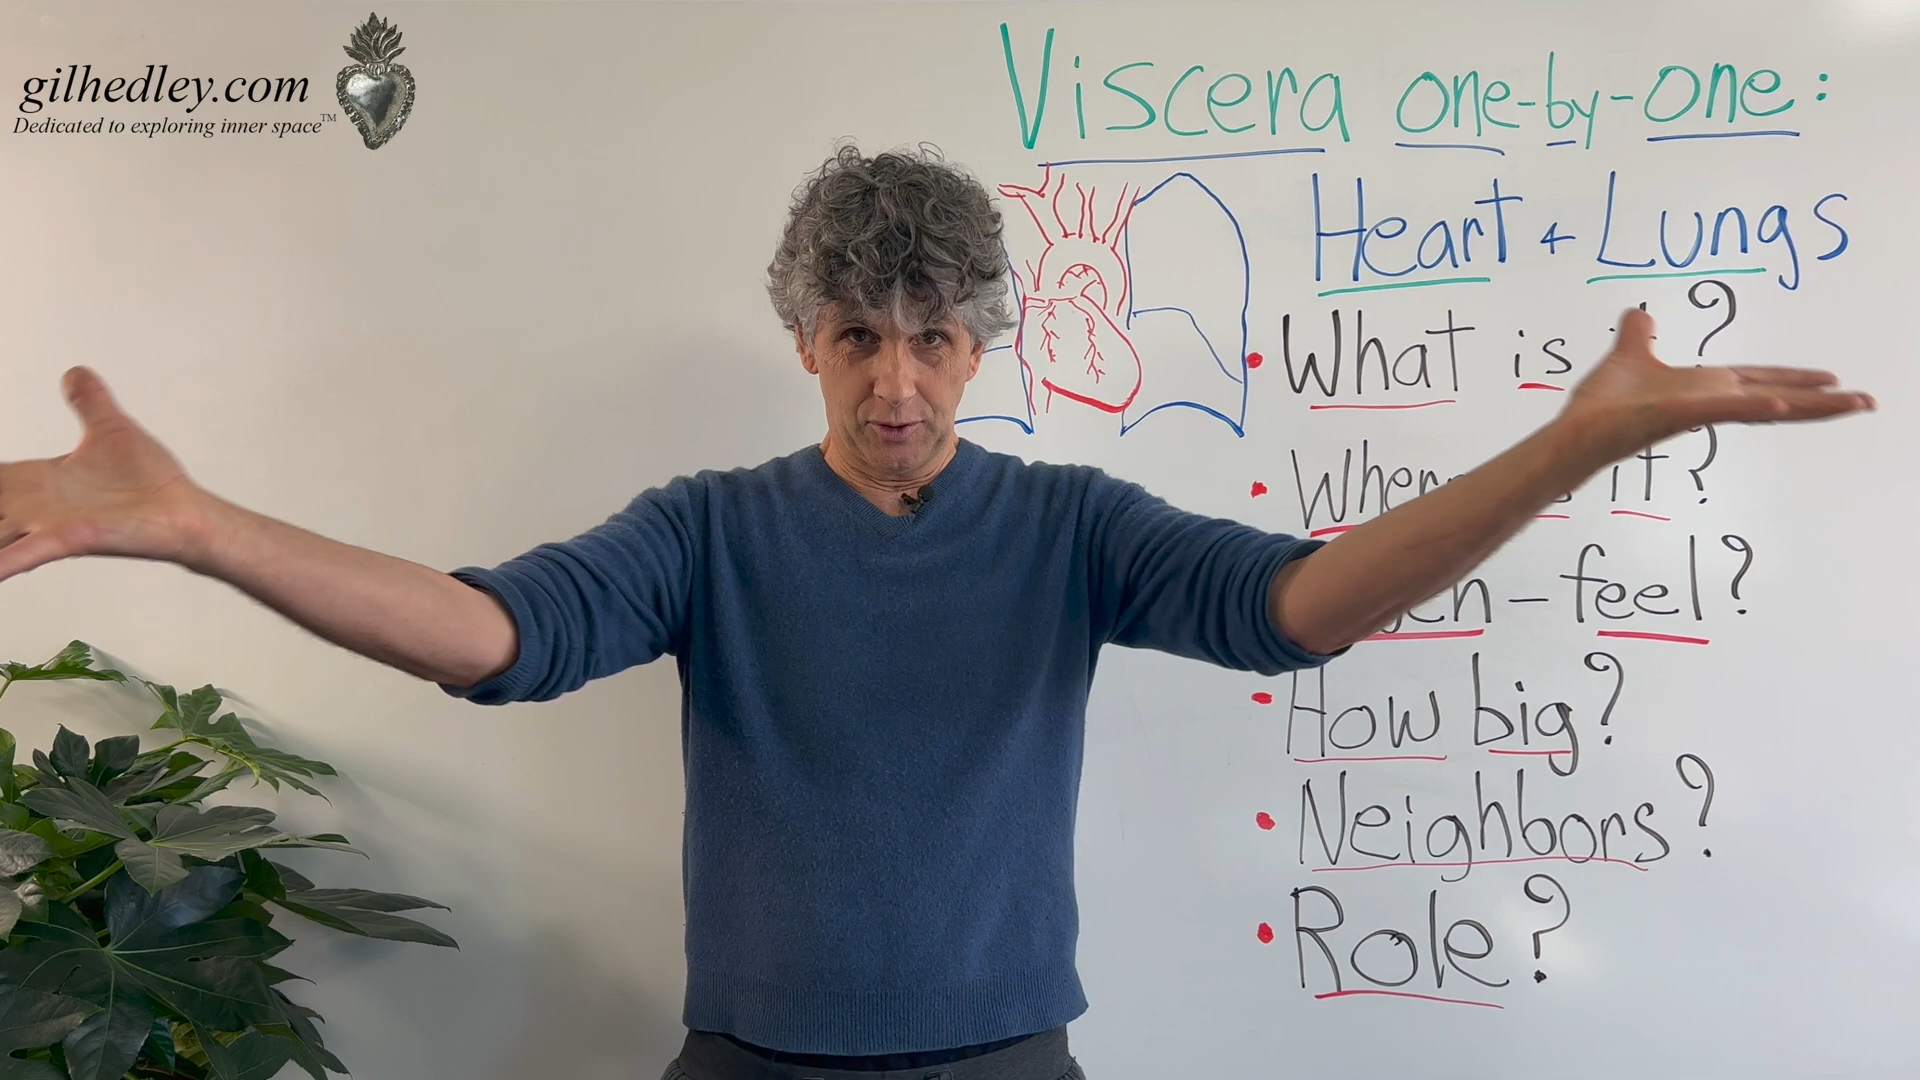 gilhedley.com
Dedicated to exploring inner space™
Viscera one-by-one:
Heart + Lungs
• What is ?
• it?
- feel?
• How big?
• Neighbors?
• Role?